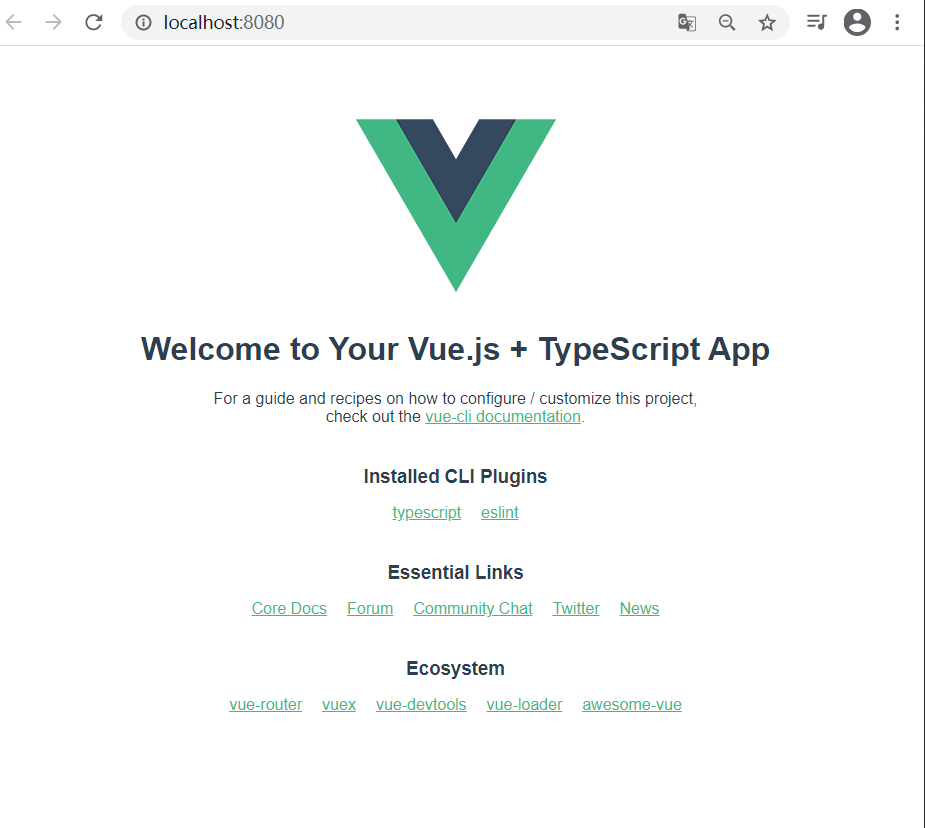 localhost:8080
Welcome to Your Vue.js + TypeScript App
For a guide and recipes on how to configure / customize this project,
check out the vue-cli documentation.
Installed CLI Plugins
typescript eslint
Essential Links
Core Docs Forum Community Chat Twitter News
Ecosystem
vue-router vuex vue-devtools vue-loader awesome-vue